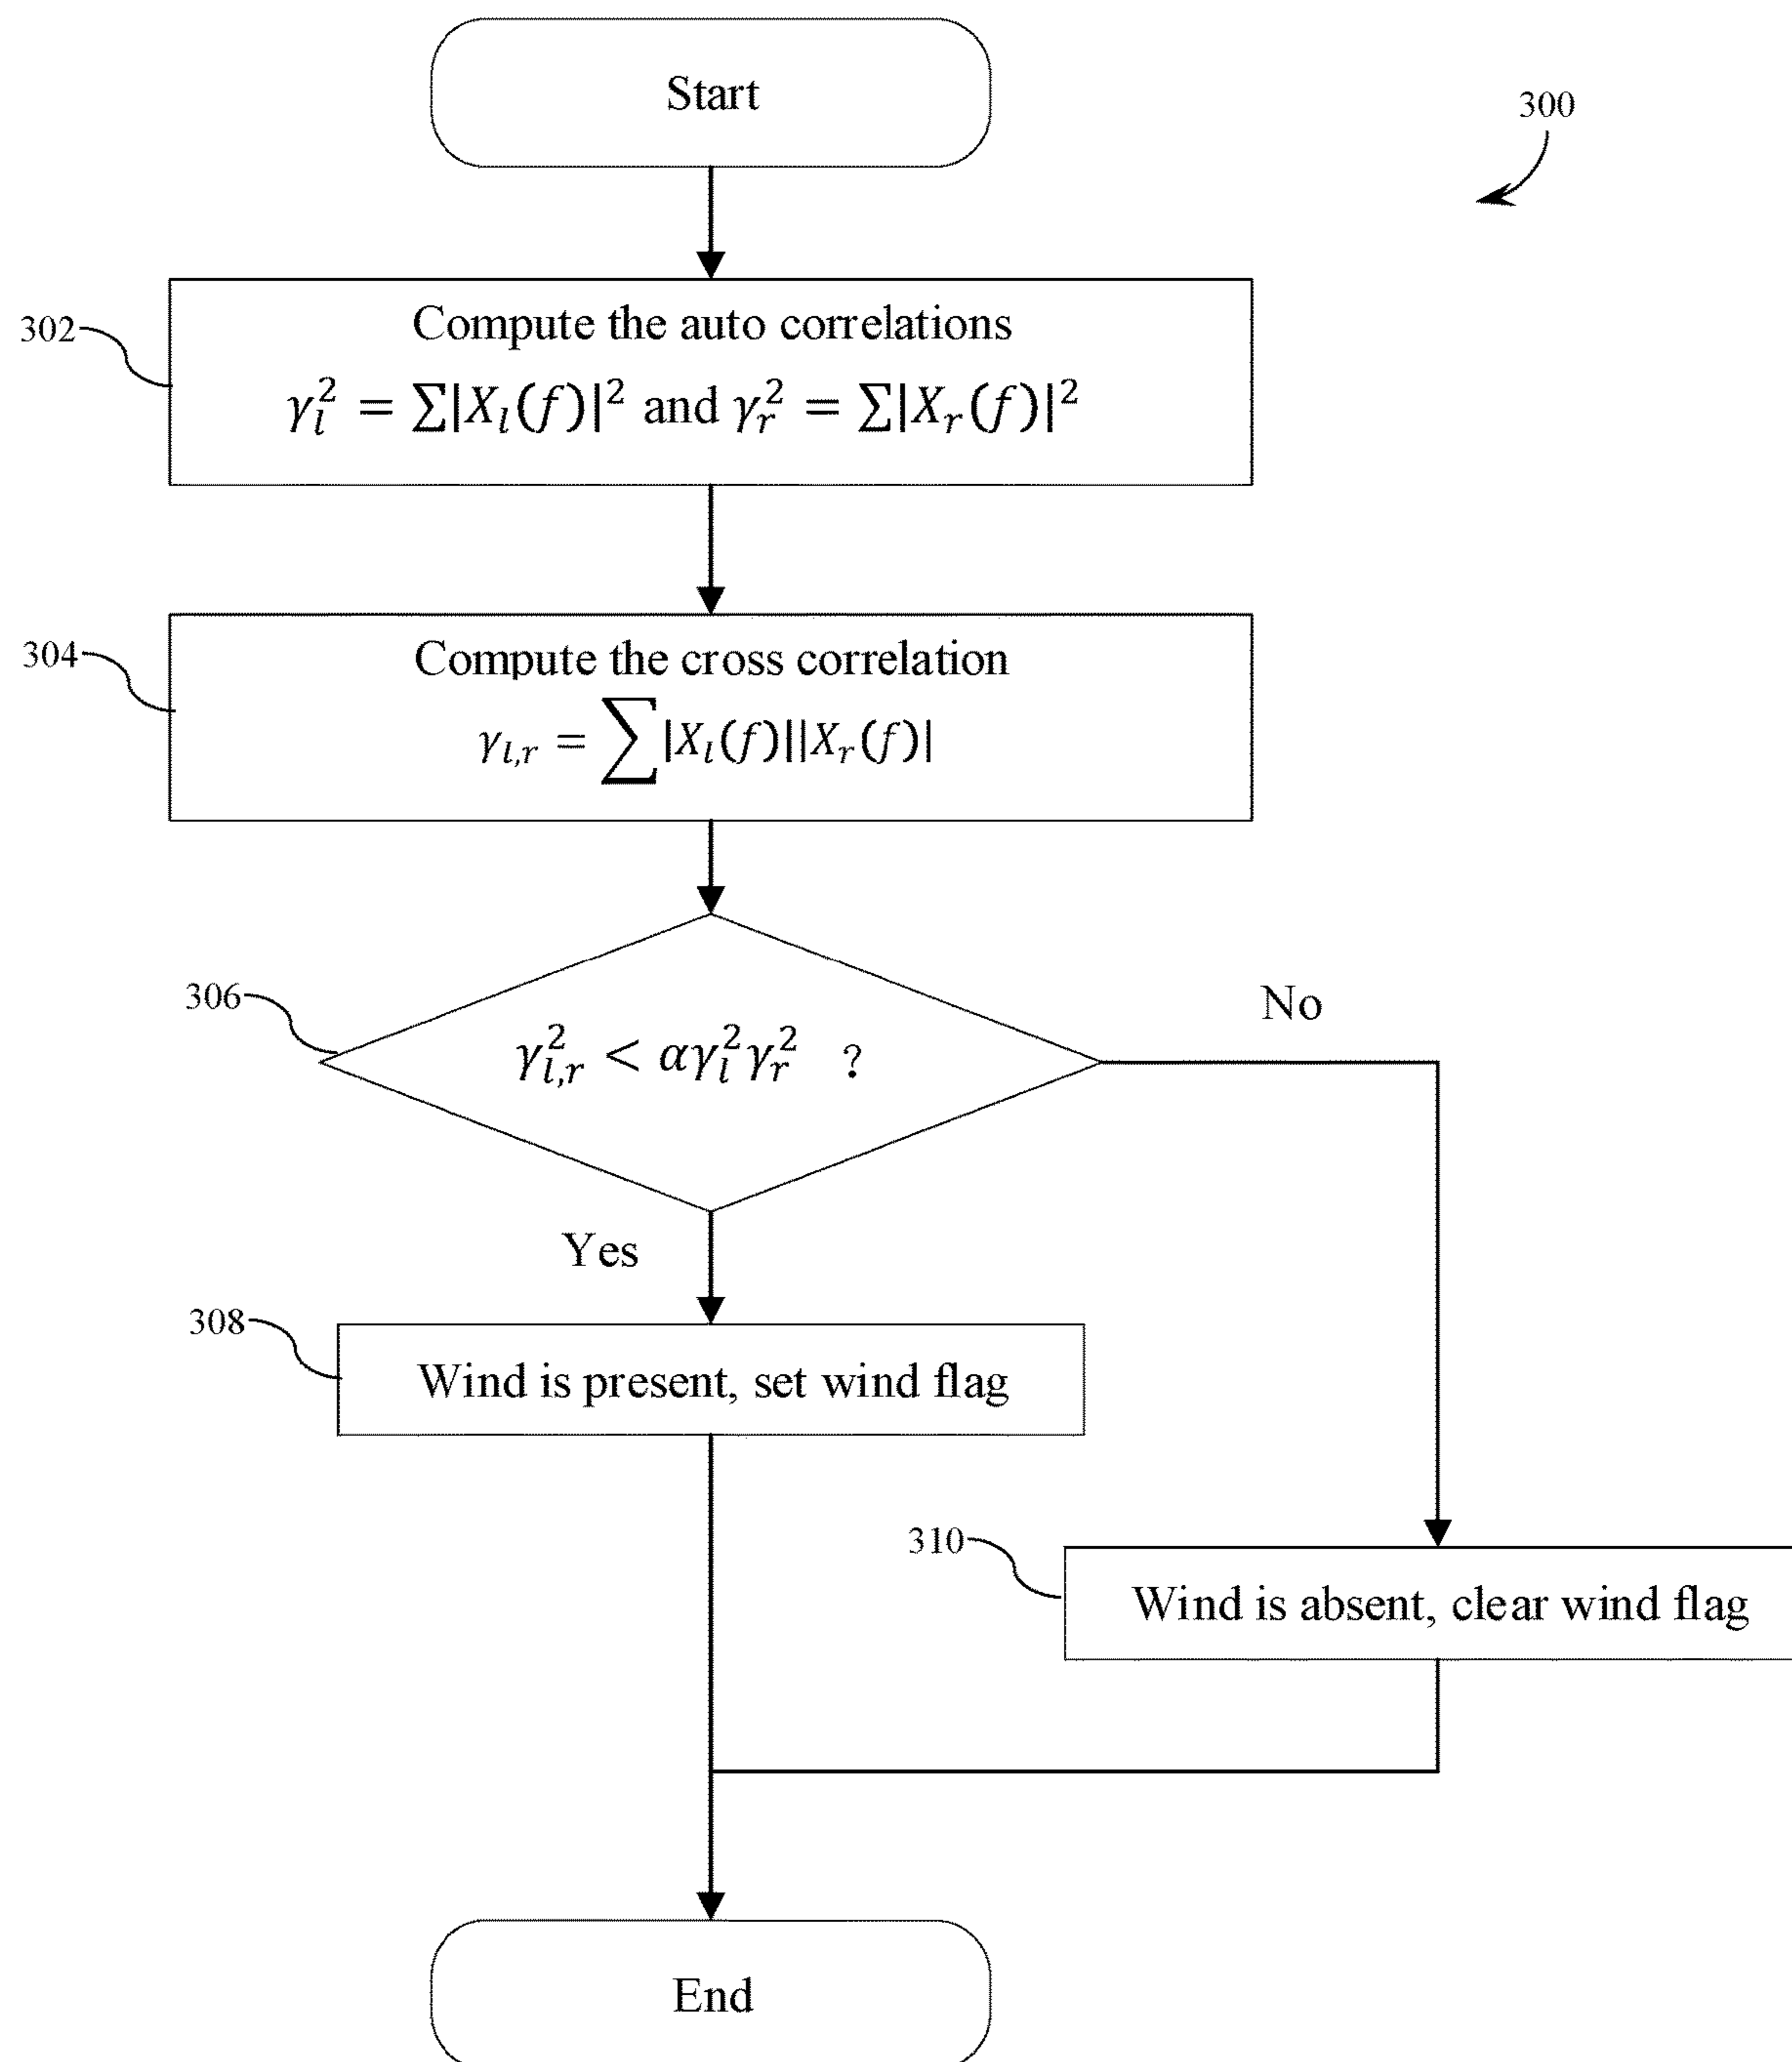 Start
300
302
Compute the auto correlations
γ_l^2 = ∑|X_l(f)|^2 and γ_r^2 = ∑|X_r(f)|^2
304
Compute the cross correlation
γ_{l,r} = ∑|X_l(f)||X_r(f)|
306
γ_{l,r}^2 < αγ_l^2γ_r^2 ?
No
Yes
308
Wind is present, set wind flag
310
Wind is absent, clear wind flag
End